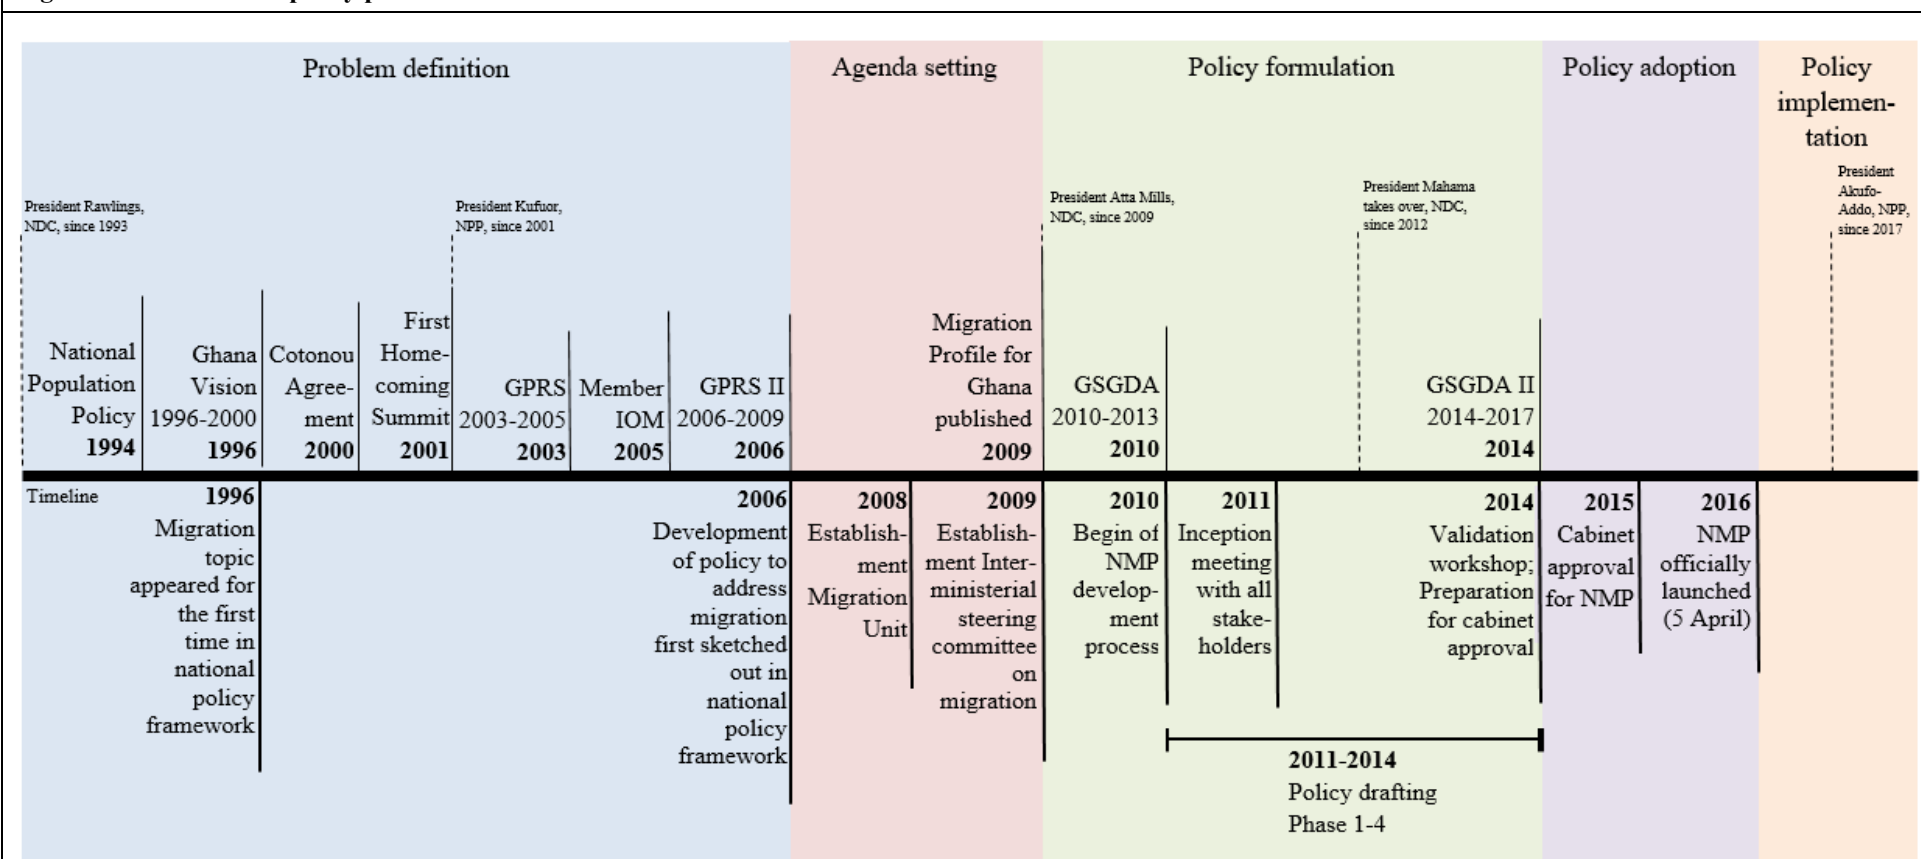 Problem definition
Agenda setting
Policy formulation
Policy adoption
Policy
implemen-
tation
President Rawlings,
NDC, since 1993
President Kufuor,
NPP, since 2001
President Atta Mills,
NDC, since 2009
President Mahama
takes over, NDC,
since 2012
President
Akufo-
Addo, NPP,
since 2017
National
Population
Policy
1994
Ghana
Vision
1996-2000
1996
Cotonou
Agree-
ment
2000
First
Home-
coming
Summit
2001
GPRS
2003-2005
2003
Member
IOM
2005
GPRS II
2006-2009
2006
Migration
Profile for
Ghana
published
2009
GSGDA
2010-2013
2010
GSGDA II
2014-2017
2014
Timeline
1996
Migration
topic
appeared for
the first
time in
national
policy
framework
2006
Development
of policy to
address
migration
first sketched
out in
national
policy
framework
2008
Establish-
ment
Migration
Unit
2009
Establish-
ment Inter-
ministerial
steering
committee
on
migration
2010
Begin of
NMP
develop-
ment
process
2011
Inception
meeting
with all
stake-
holders
2014
Validation
workshop;
Preparation
for cabinet
approval
2015
Cabinet
approval
for NMP
2016
NMP
officially
launched
(5 April)
2011-2014
Policy drafting
Phase 1-4